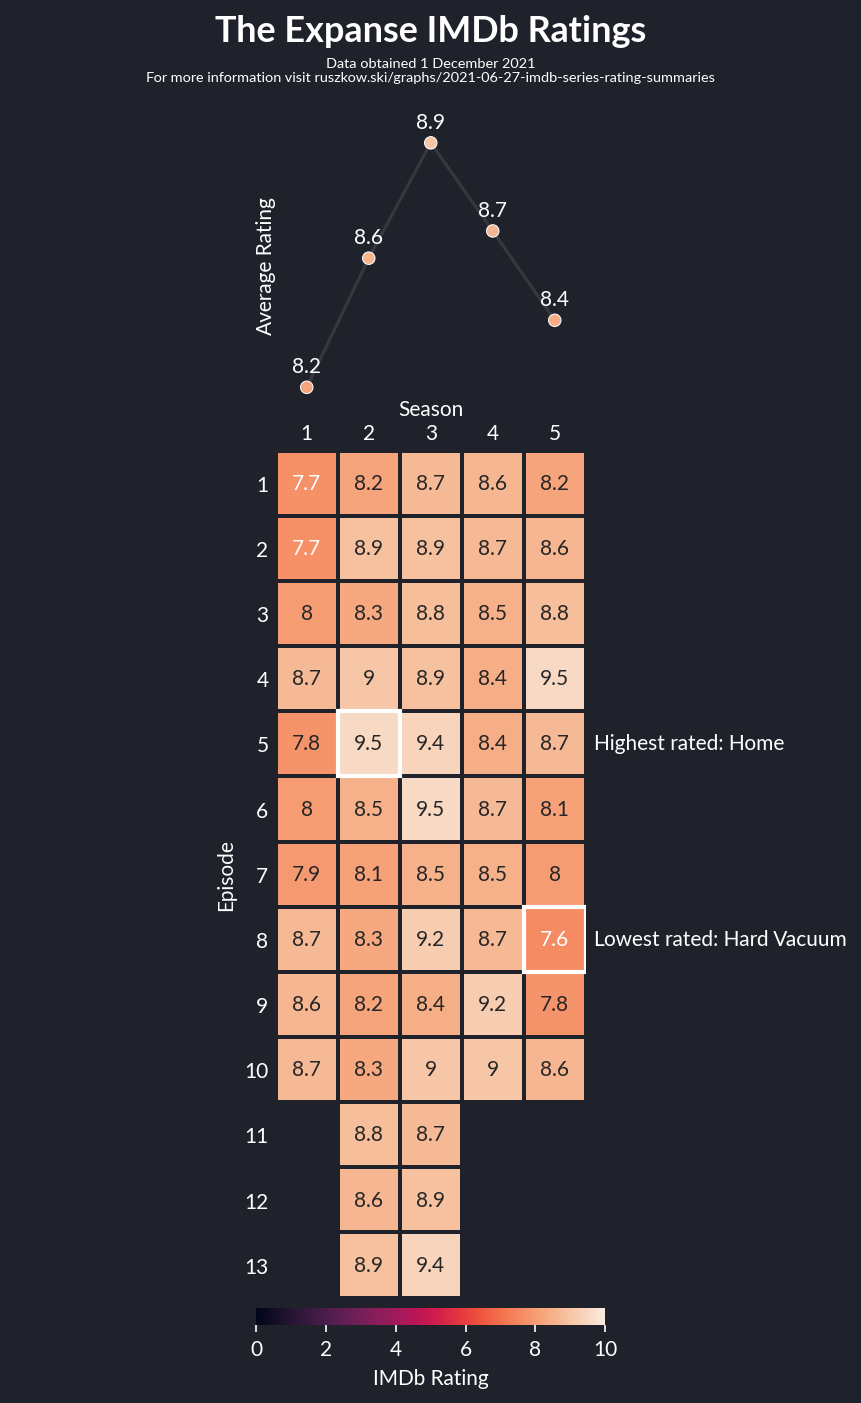 The Expanse IMDb Ratings
Data obtained 1 December 2021
For more information visit ruszkow.ski/graphs/2021-06-27-imdb-series-rating-summaries
8.9
8.7
8.6
8.4
8.2
Average Rating
Season
1 2 3 4 5
1 7.7 8.2 8.7 8.6 8.2
2 7.7 8.9 8.9 8.7 8.6
3 8 8.3 8.8 8.5 8.8
4 8.7 9 8.9 8.4 9.5
5 7.8 9.5 9.4 8.4 8.7 Highest rated: Home
6 8 8.5 9.5 8.7 8.1
7 7.9 8.1 8.5 8.5 8
8 8.7 8.3 9.2 8.7 7.6 Lowest rated: Hard Vacuum
9 8.6 8.2 8.4 9.2 7.8
10 8.7 8.3 9 9 8.6
11 8.8 8.7
12 8.6 8.9
13 8.9 9.4
Episode
0 2 4 6 8 10
IMDb Rating